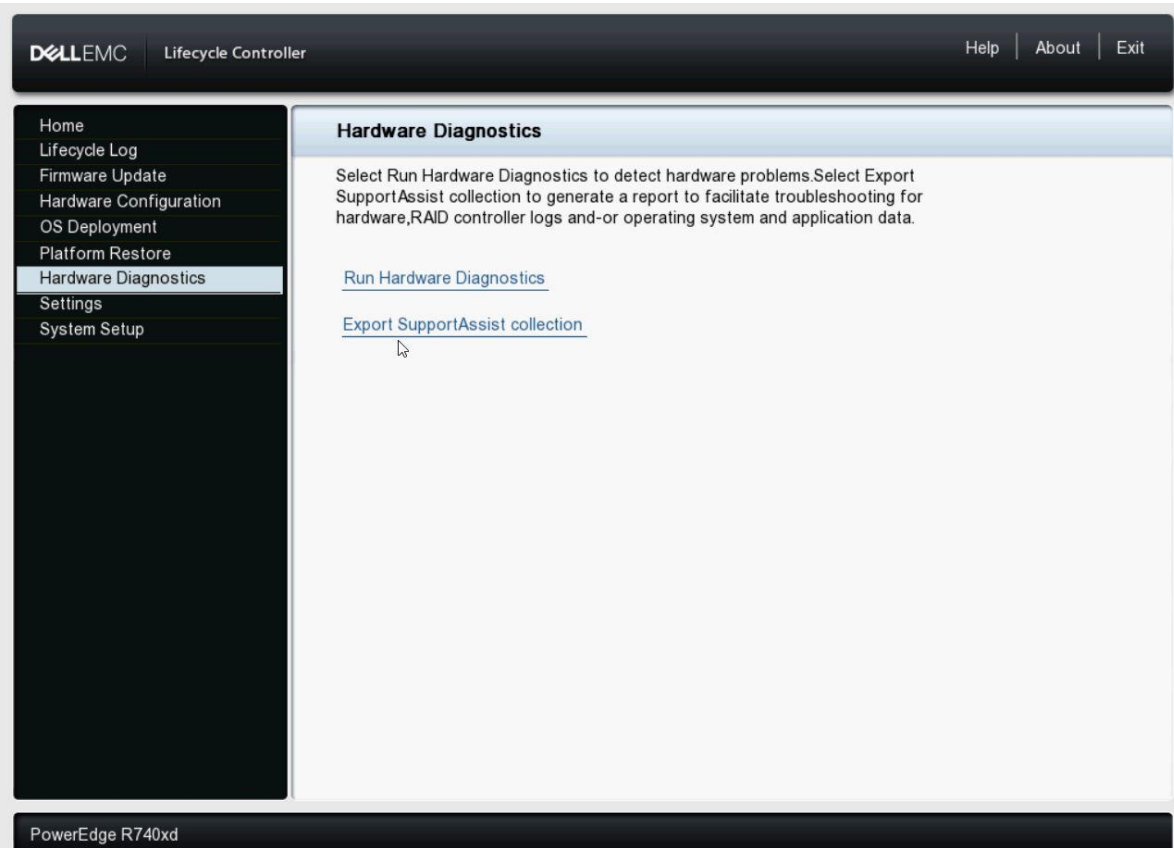 DELLEMC Lifecycle Controller Help About Exit
Home
Lifecycle Log
Firmware Update
Hardware Configuration
OS Deployment
Platform Restore
Hardware Diagnostics
Settings
System Setup
Hardware Diagnostics
Select Run Hardware Diagnostics to detect hardware problems.Select Export
SupportAssist collection to generate a report to facilitate troubleshooting for
hardware,RAID controller logs and-or operating system and application data.
Run Hardware Diagnostics
Export SupportAssist collection
PowerEdge R740xd